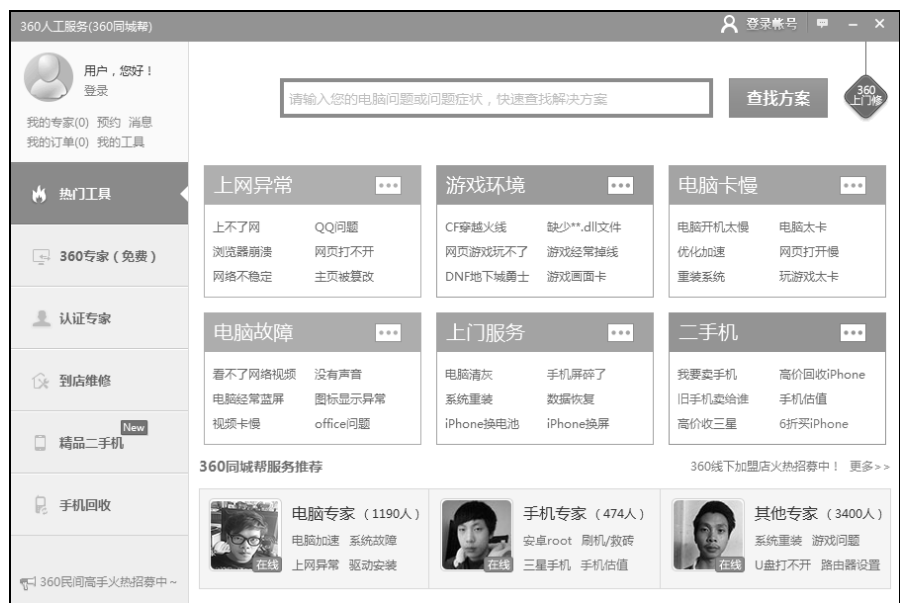 360人工服务(360同城帮) 登录帐号
用户，您好！
登录
我的专家(0) 预约 消息
我的订单(0) 我的工具
请输入您的电脑问题或问题症状，快速查找解决方案 查找方案 360上门修
热门工具
360专家 ( 免费 )
认证专家
到店维修
New
精品二手机
手机回收
360民间高手火热招募中~
上网异常
上不了网 QQ问题
浏览器崩溃 网页打不开
网络不稳定 主页被篡改
游戏环境
CF穿越火线 缺少**.dll文件
网页游戏玩不了 游戏经常掉线
DNF地下城勇士 游戏画面卡
电脑卡慢
电脑开机太慢 电脑太卡
优化加速 网页打开慢
重装系统 玩游戏太卡
电脑故障
看不了网络视频 没有声音
电脑经常蓝屏 图标显示异常
视频卡慢 office问题
上门服务
电脑清灰 手机屏碎了
系统重装 数据恢复
iPhone换电池 iPhone换屏
二手机
我要卖手机 高价回收iPhone
旧手机卖给谁 手机估值
高价收三星 6折买iPhone
360同城帮服务推荐 360线下加盟店火热招募中！ 更多>>
在线
电脑专家 （1190人）
电脑加速 系统故障
上网异常 驱动安装
在线
手机专家 （474人）
安卓root 刷机/救砖
三星手机 手机估值
在线
其他专家 （3400人）
系统重装 游戏问题
U盘打不开 路由器设置